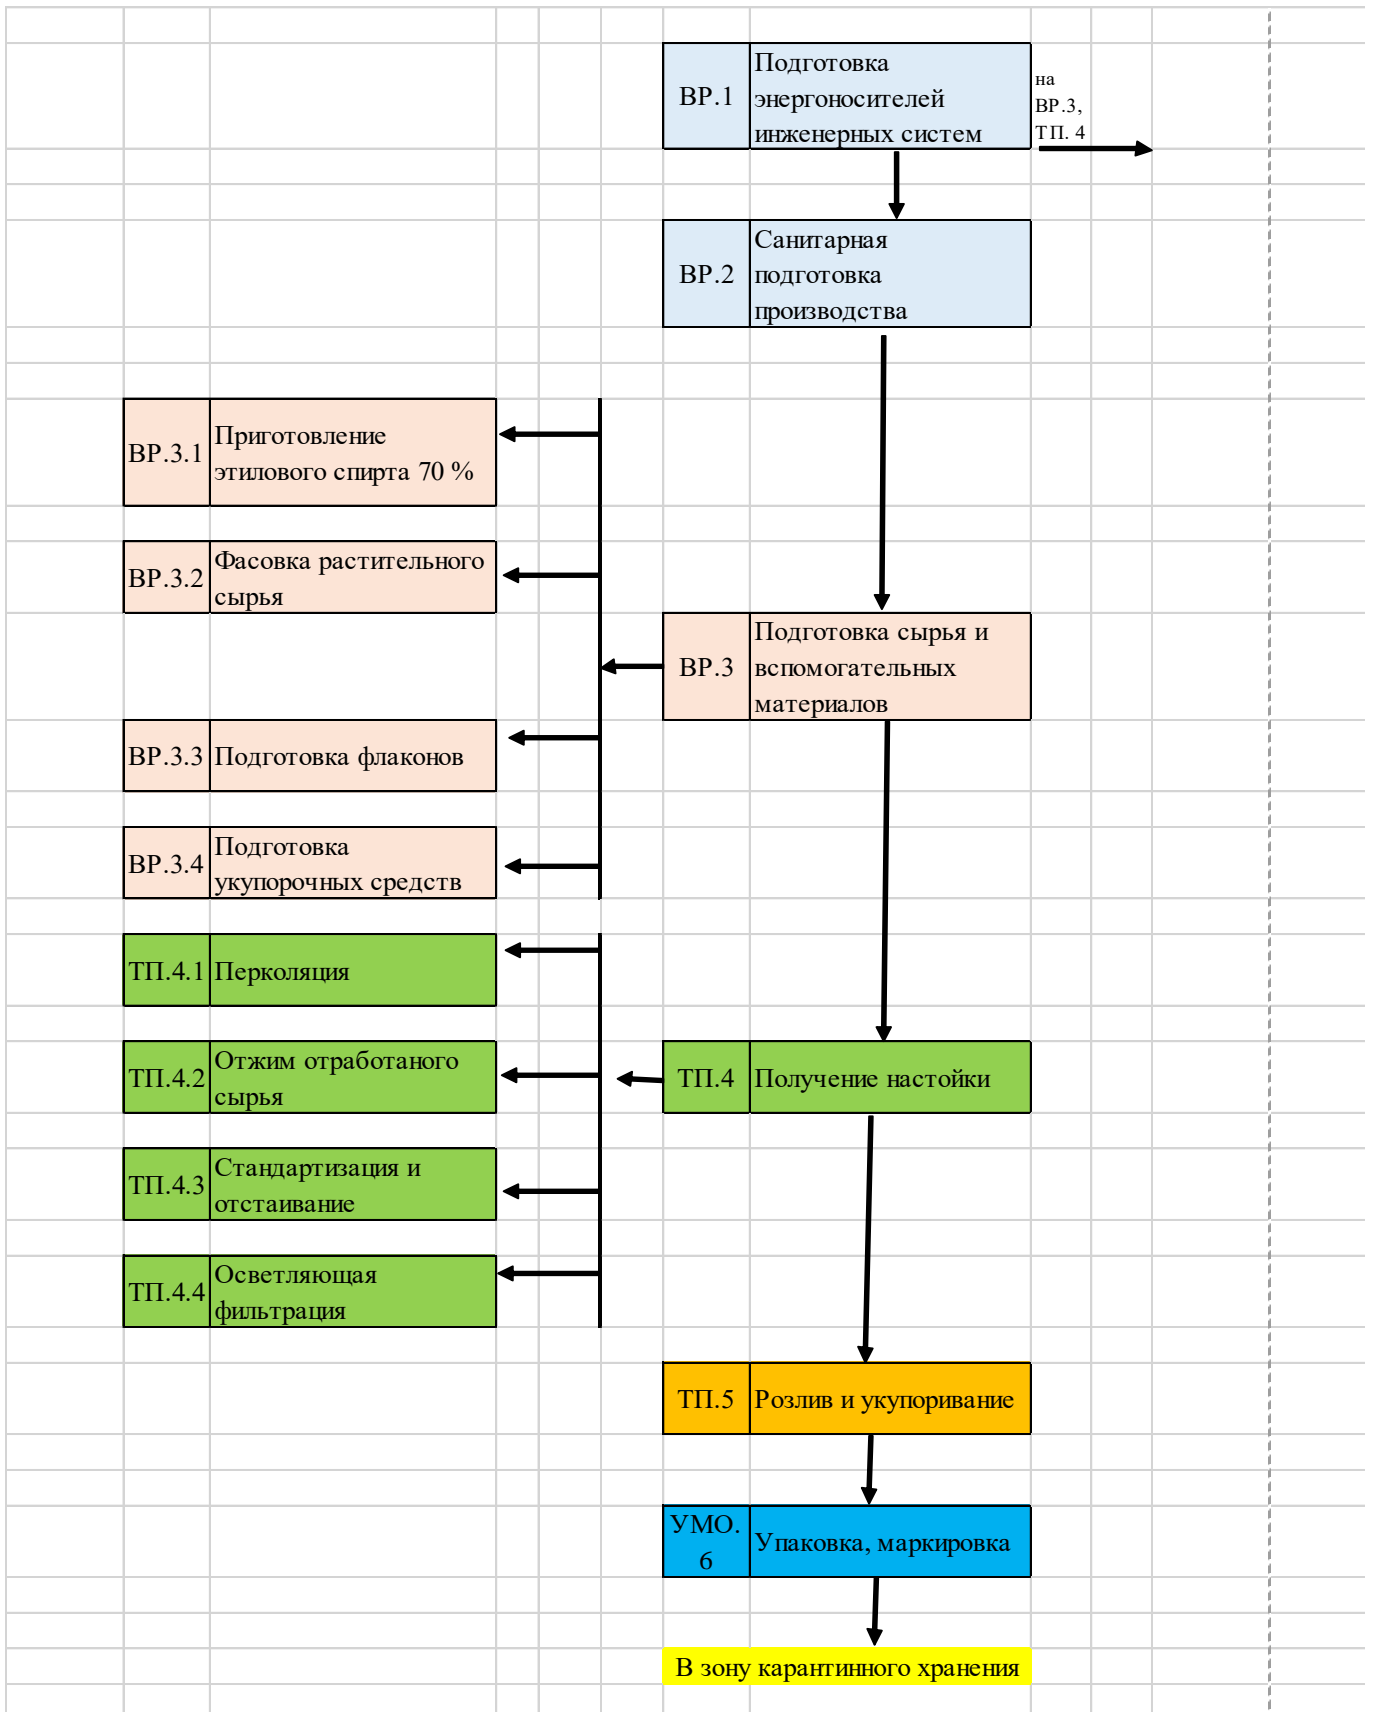 ВР.1
Подготовка
энергоносителей
инженерных систем
на
ВР.3,
ТП. 4
ВР.2
Санитарная
подготовка
производства
ВР.3.1
Приготовление
этилового спирта 70 %
ВР.3.2
Фасовка растительного
сырья
ВР.3
Подготовка сырья и
вспомогательных
материалов
ВР.3.3
Подготовка флаконов
ВР.3.4
Подготовка
укупорочных средств
ТП.4.1
Перколяция
ТП.4.2
Отжим отработаного
сырья
ТП.4
Получение настойки
ТП.4.3
Стандартизация и
отстаивание
ТП.4.4
Осветляющая
фильтрация
ТП.5
Розлив и укупоривание
УМО.
6
Упаковка, маркировка
В зону карантинного хранения